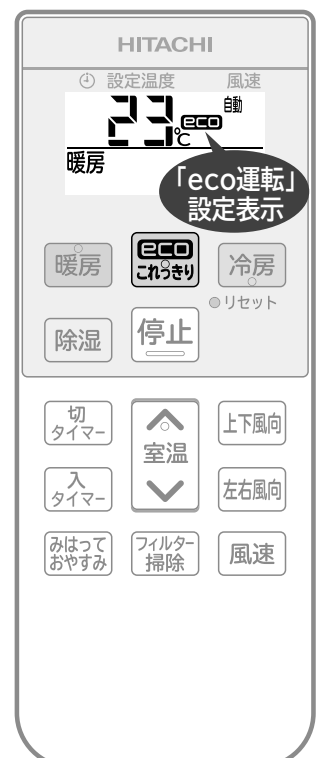 HITACHI
設定温度 風速
23℃ eco 自動
暖房
「eco運転」
設定表示
暖房
eco
これっきり
冷房
リセット
除湿
停止
切
タイマー
室温
上下風向
入
タイマー
左右風向
みはって
おやすみ
フィルター
掃除
風速